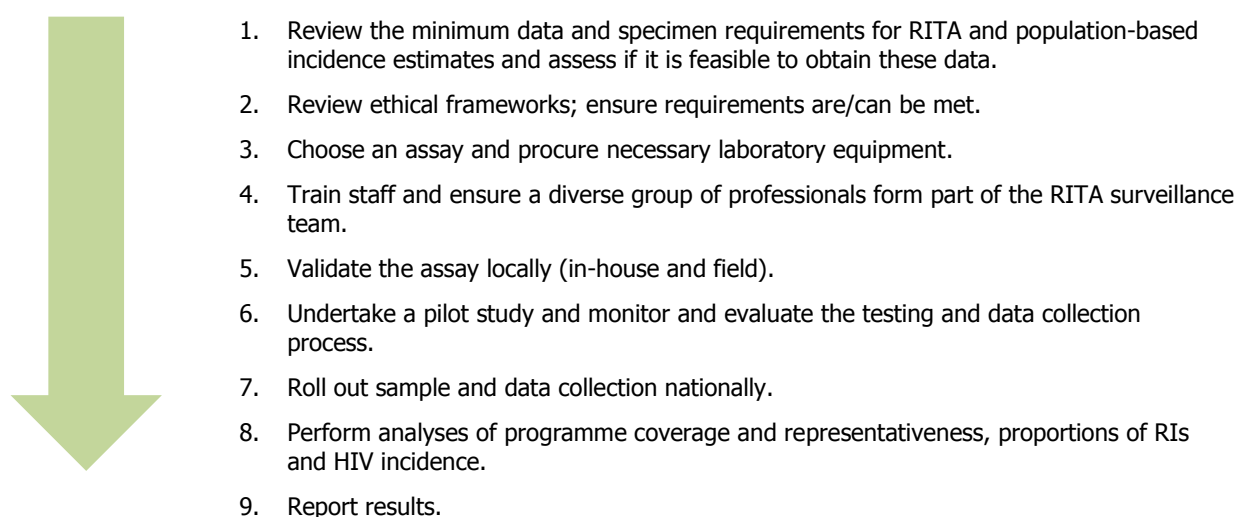 1. Review the minimum data and specimen requirements for RITA and population-based
incidence estimates and assess if it is feasible to obtain these data.
2. Review ethical frameworks; ensure requirements are/can be met.
3. Choose an assay and procure necessary laboratory equipment.
4. Train staff and ensure a diverse group of professionals form part of the RITA surveillance
team.
5. Validate the assay locally (in-house and field).
6. Undertake a pilot study and monitor and evaluate the testing and data collection
process.
7. Roll out sample and data collection nationally.
8. Perform analyses of programme coverage and representativeness, proportions of RIs
and HIV incidence.
9. Report results.